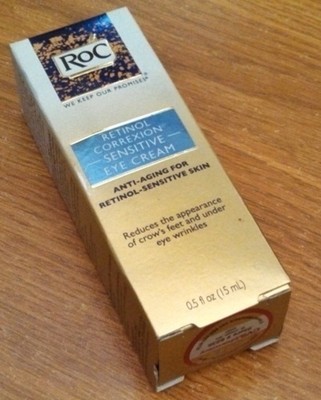 RoC
WE KEEP OUR PROMISES®
RETINOL
CORREXION™
SENSITIVE
EYE CREAM
ANTI-AGING FOR
RETINOL-SENSITIVE SKIN
Reduces the appearance
of crow's feet and under
eye wrinkles
0.5 fl oz (15 mL)